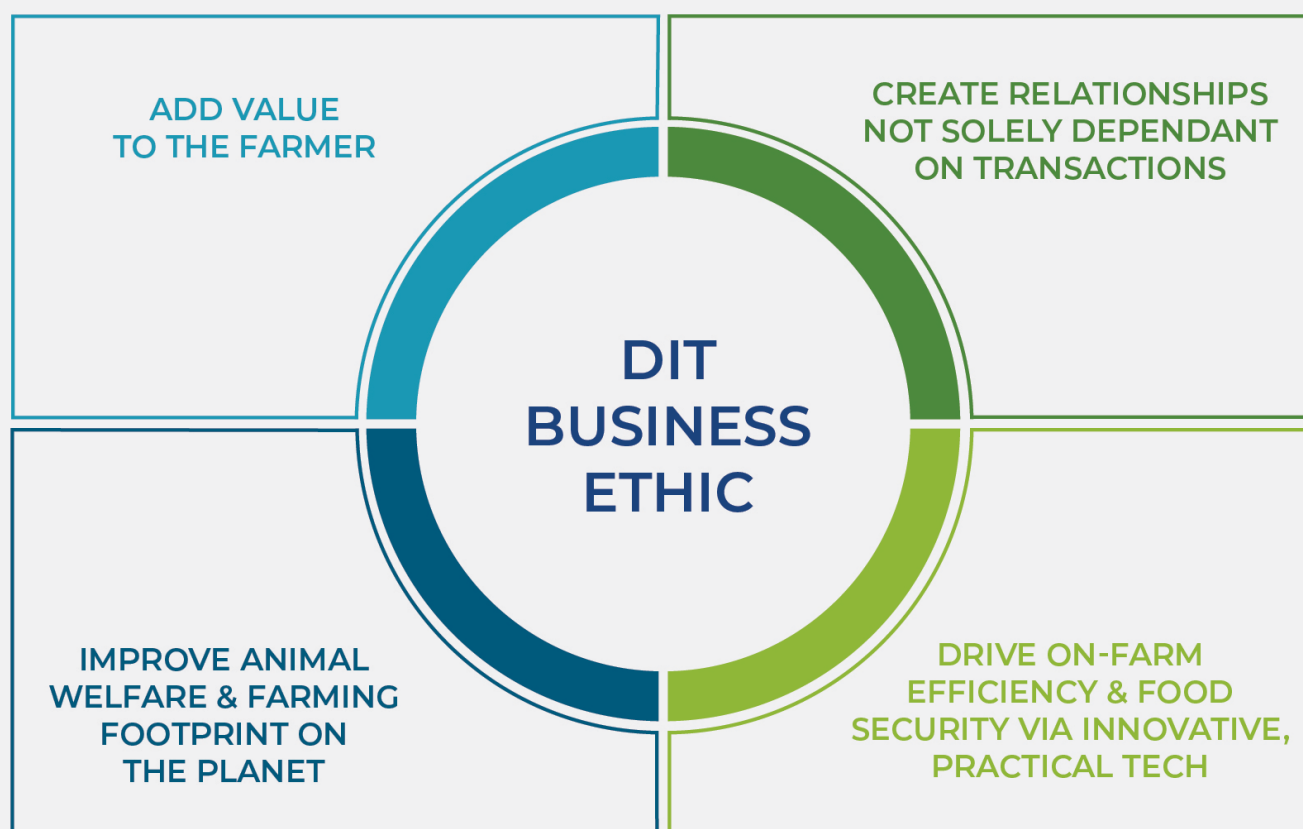 ADD VALUE
TO THE FARMER
CREATE RELATIONSHIPS
NOT SOLELY DEPENDANT
ON TRANSACTIONS
DIT
BUSINESS
ETHIC
IMPROVE ANIMAL
WELFARE & FARMING
FOOTPRINT ON
THE PLANET
DRIVE ON-FARM
EFFICIENCY & FOOD
SECURITY VIA INNOVATIVE,
PRACTICAL TECH